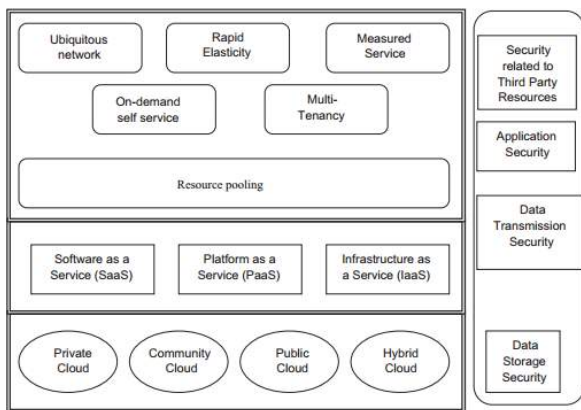 Ubiquitous
network
Rapid
Elasticity
Measured
Service
On-demand
self service
Multi-
Tenancy
Resource pooling
Software as a
Service (SaaS)
Platform as a
Service (PaaS)
Infrastructure as
a Service (IaaS)
Private
Cloud
Community
Cloud
Public
Cloud
Hybrid
Cloud
Security
related to
Third Party
Resources
Application
Security
Data
Transmission
Security
Data
Storage
Security